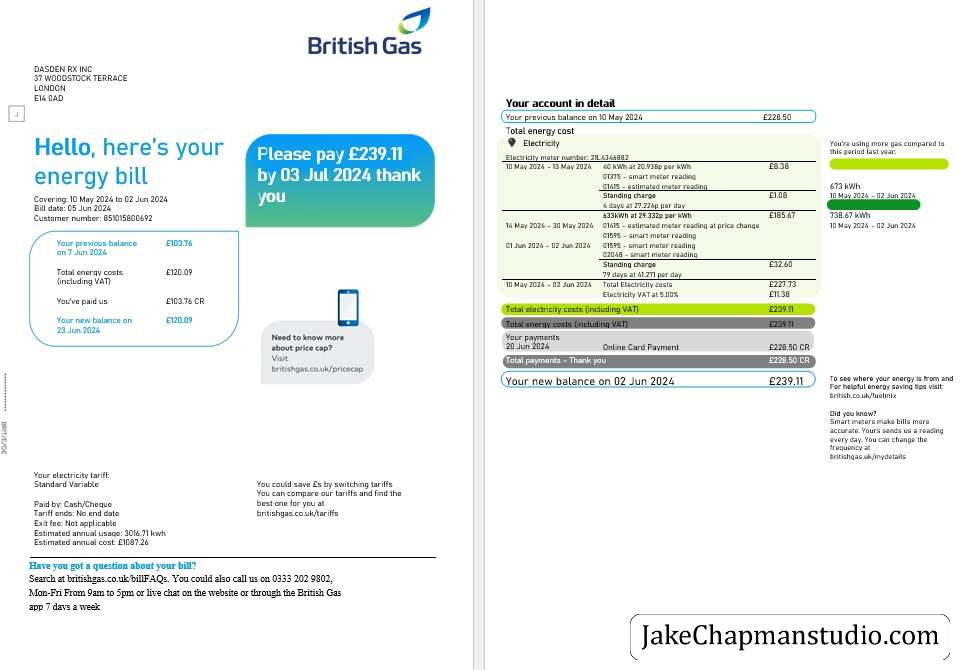 British Gas
DASDEN RX INC
37 WOODSTOCK TERRACE
LONDON
E14 0AD
J
Hello, here's your
energy bill
Covering: 10 May 2024 to 02 Jun 2024
Bill date: 05 Jun 2024
Customer number: 851015800692
Please pay £239.11
by 03 Jul 2024 thank
you
Your previous balance £103.76
on 7 Jun 2024
Total energy costs £120.09
(including VAT)
You've paid us £103.76 CR
Your new balance on £120.09
23 Jun 2024
Need to know more
about price cap?
Visit
britishgas.co.uk/pricecap
Your electricity tariff:
Standard Variable
Paid by: Cash/Cheque
Tariff ends: No end date
Exit fee: Not applicable
Estimated annual usage: 3016.71 kwh
Estimated annual cost: £1087.26
You could save £s by switching tariffs
You can compare our tariffs and find the
best one for you at
britishgas.co.uk/tariffs
Have you got a question about your bill?
Search at britishgas.co.uk/billFAQs. You could also call us on 0333 202 9802,
Mon-Fri From 9am to 5pm or live chat on the website or through the British Gas
app 7 days a week
Your account in detail
Your previous balance on 10 May 2024 £228.50
Total energy cost
Electricity
Electricity meter number: 21L4346882
10 May 2024 – 13 May 2024 40 kWh at 20.938p per kWh £8.38
01375 – smart meter reading
01415 – estimated meter reading
Standing charge £1.08
4 days at 27.224p per day
633kWh at 29.332p per kWh £185.67
14 May 2024 – 30 May 2024 01415 – estimated meter reading at price change
01595 – smart meter reading
01 Jun 2024 – 02 Jun 2024 01595 – smart meter reading
02048 – smart meter reading
Standing charge £32.60
79 days at 41.271 per day
10 May 2024 – 02 Jun 2024 Total Electricity costs £227.73
Electricity VAT at 5.00% £11.38
Total electricity costs (including VAT) £239.11
Total energy costs (including VAT) £239.11
Your payments
20 Jun 2024 Online Card Payment £228.50 CR
Total payments – Thank you £228.50 CR
Your new balance on 02 Jun 2024 £239.11
You're using more gas compared to
this period last year:
673 kWh
10 May 2024 – 02 Jun 2024
738.67 kWh
10 May 2024 – 02 Jun 2024
To see where your energy is from and
For helpful energy saving tips visit:
british.co.uk/fuelmix
Did you know?
Smart meters make bills more
accurate. Yours sends us a reading
every day. You can change the
frequency at
britishgas.uk/mydetails
JakeChapmanstudio.com